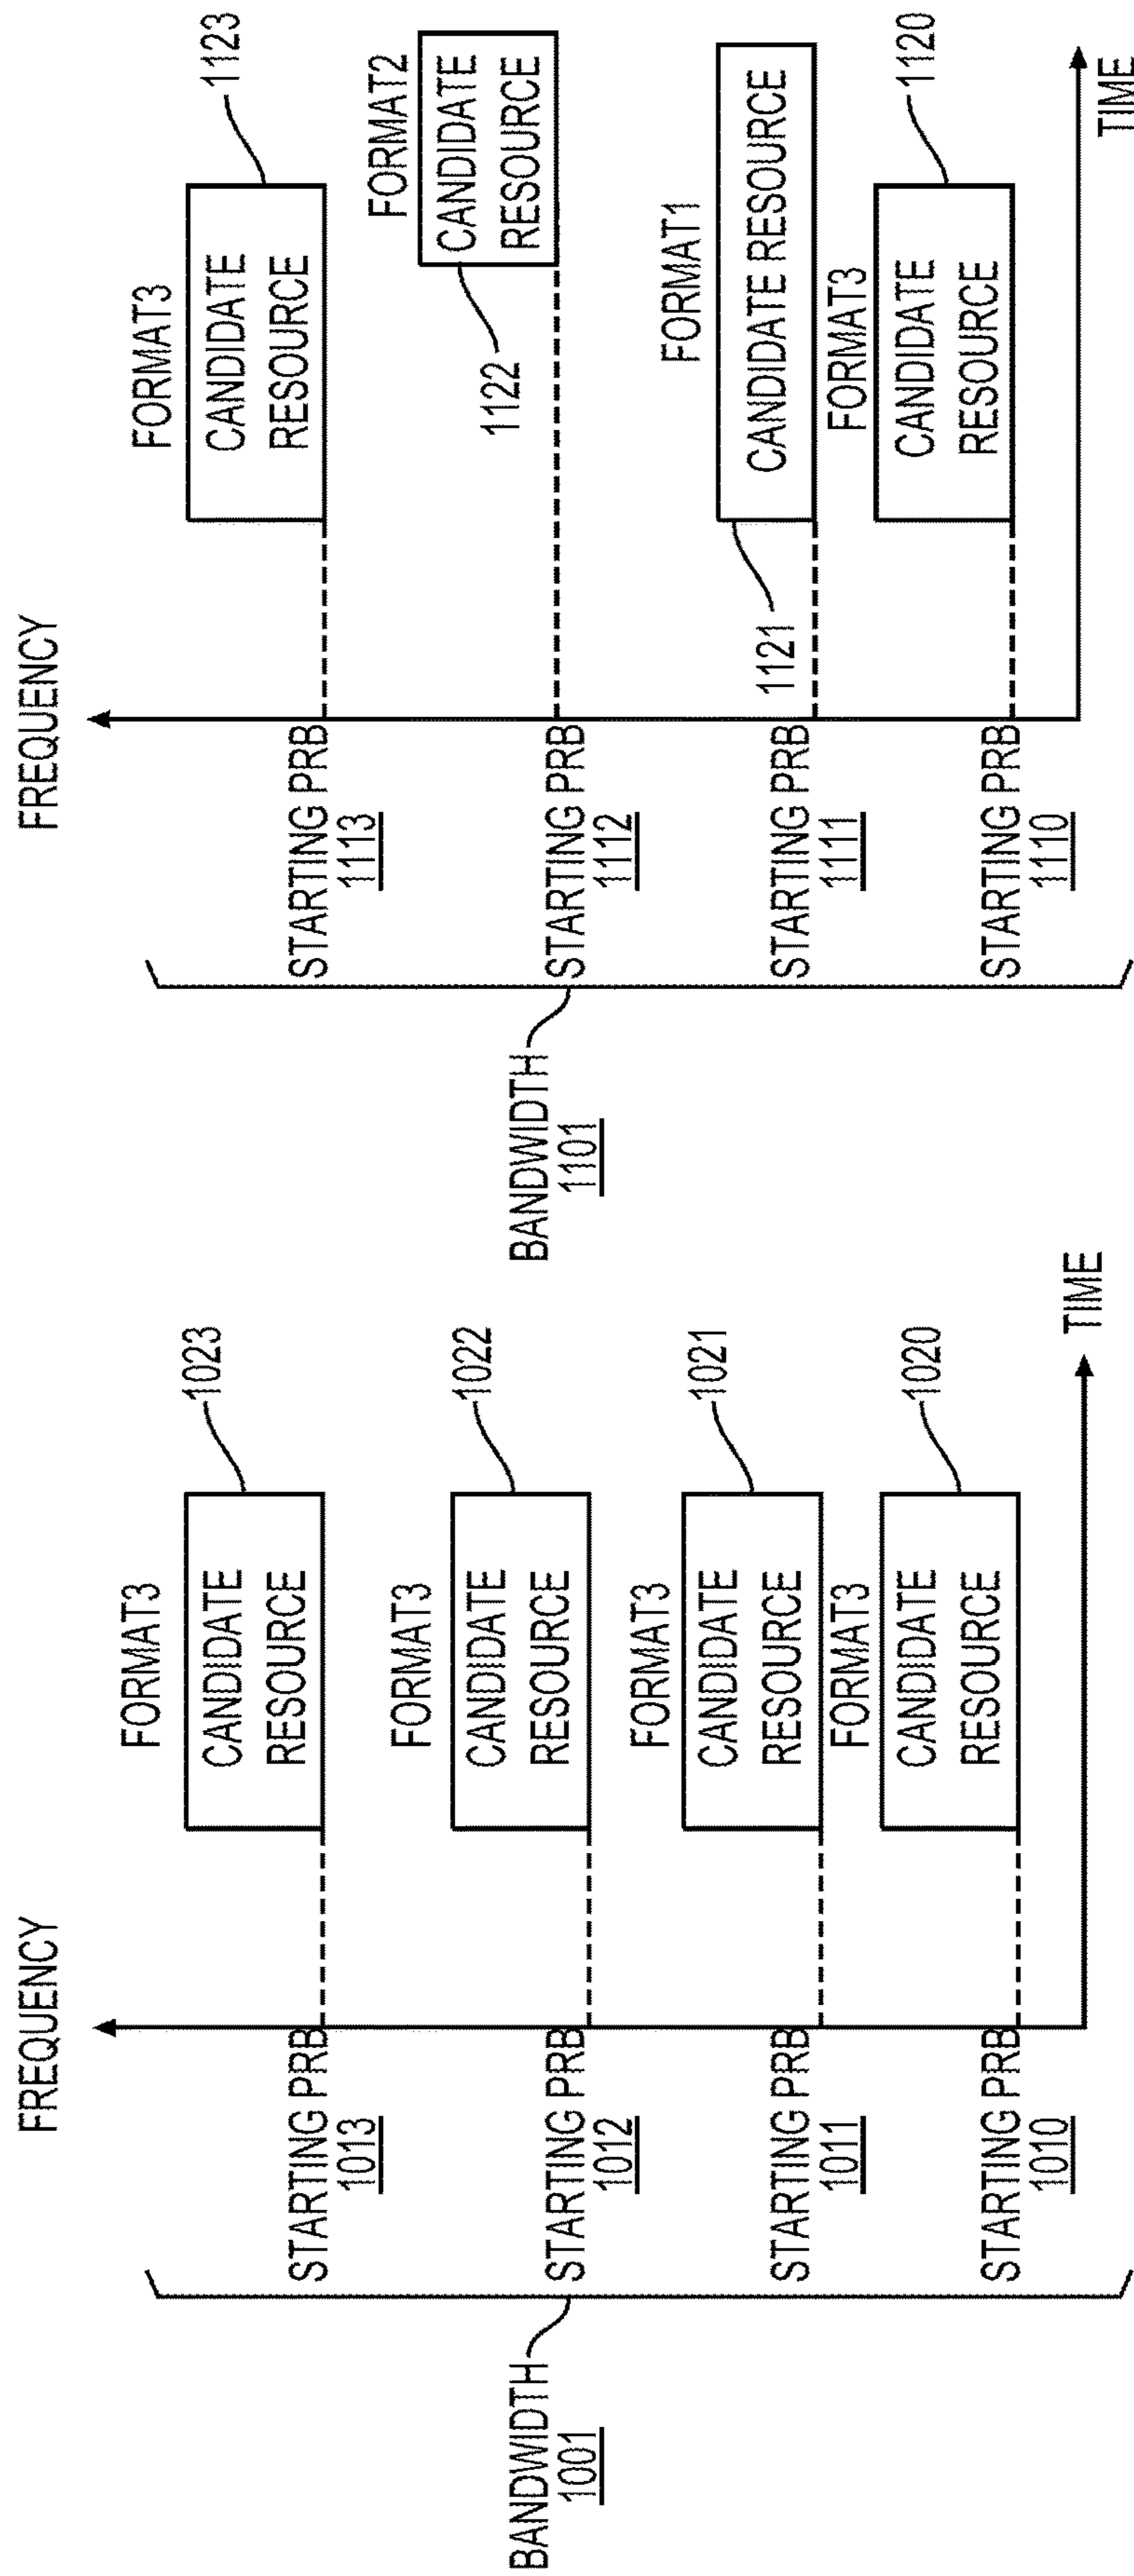 FREQUENCY
BANDWIDTH
1001
STARTING PRB
1013
FORMAT3
CANDIDATE
RESOURCE
1023
STARTING PRB
1012
FORMAT3
CANDIDATE
RESOURCE
1022
STARTING PRB
1011
FORMAT3
CANDIDATE
RESOURCE
1021
STARTING PRB
1010
FORMAT3
CANDIDATE
RESOURCE
1020
TIME
FREQUENCY
BANDWIDTH
1101
STARTING PRB
1113
FORMAT3
CANDIDATE
RESOURCE
1123
STARTING PRB
1112
FORMAT2
CANDIDATE
RESOURCE
1122
STARTING PRB
1111
FORMAT1
CANDIDATE RESOURCE
1121
STARTING PRB
1110
FORMAT3
CANDIDATE
RESOURCE
1120
TIME